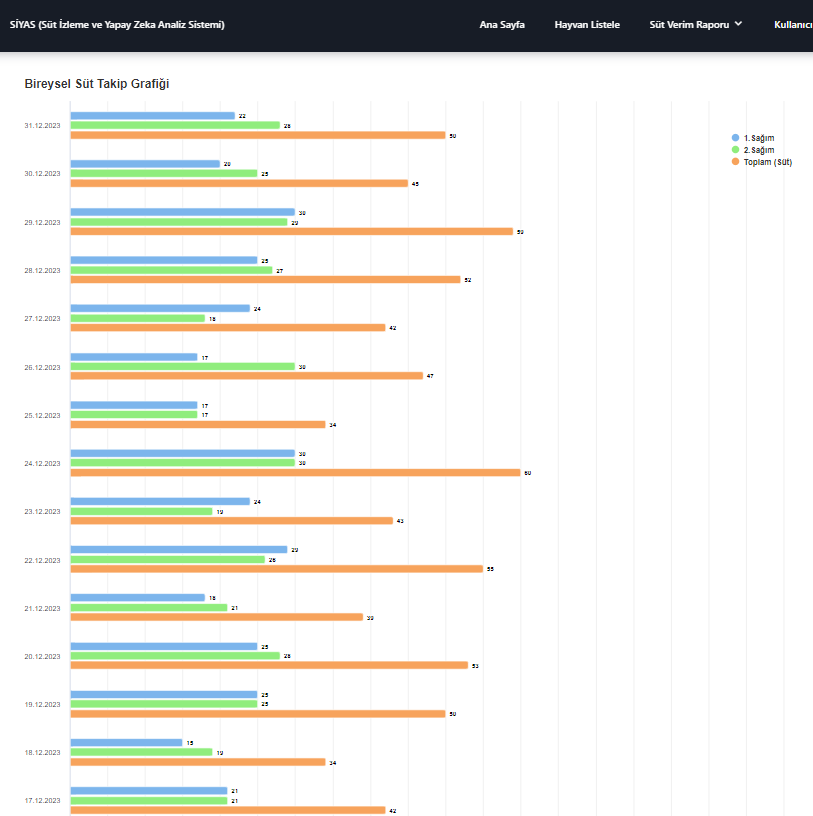 SİYAS (Süt İzleme ve Yapay Zeka Analiz Sistemi) Ana Sayfa Hayvan Listele Süt Verim Raporu Kullanıcı
Bireysel Süt Takip Grafiği
1.Sağım
2.Sağım
Toplam (Süt)
31.12.2023 22 28 50
30.12.2023 20 25 45
29.12.2023 30 29 59
28.12.2023 25 27 52
27.12.2023 24 18 42
26.12.2023 17 30 47
25.12.2023 17 17 34
24.12.2023 30 30 60
23.12.2023 24 19 43
22.12.2023 29 26 55
21.12.2023 18 21 39
20.12.2023 25 28 53
19.12.2023 25 25 50
18.12.2023 15 19 34
17.12.2023 21 21 42